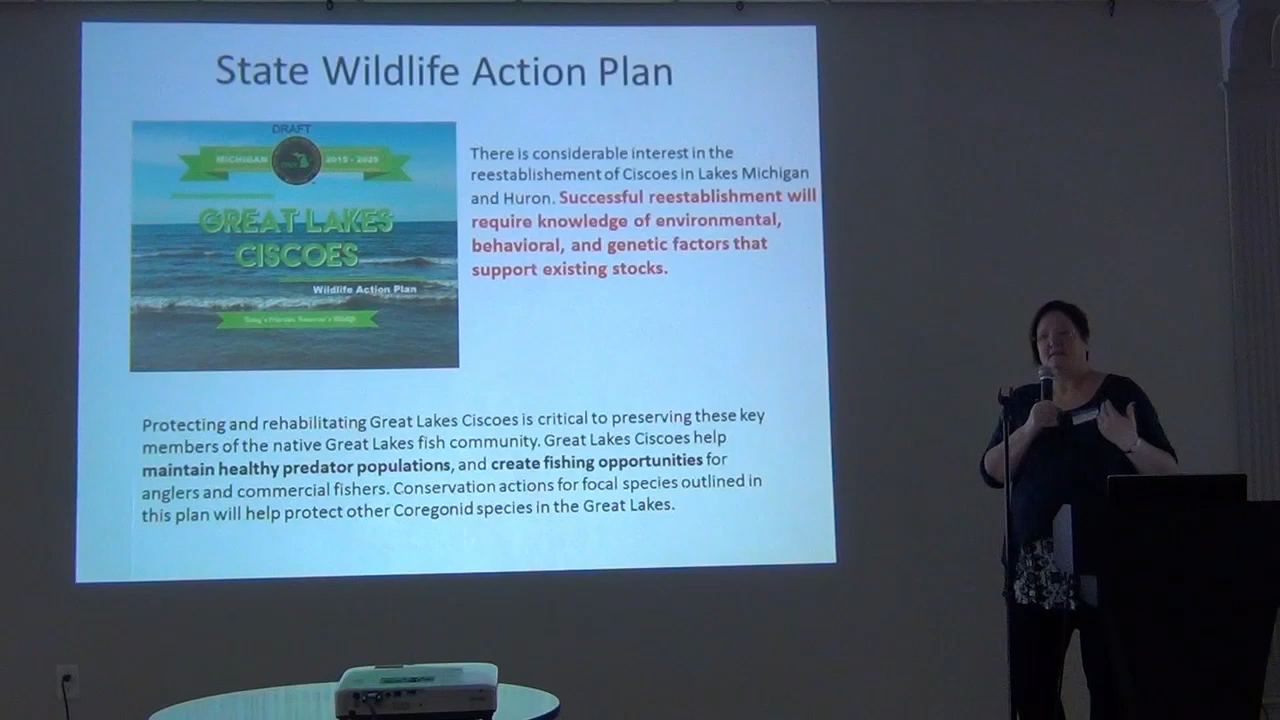 State Wildlife Action Plan
DRAFT
MICHIGAN 2015 - 2025
GREAT LAKES
CISCOES
Wildlife Action Plan
Today's Priorities, Tomorrow's Wildlife
There is considerable interest in the
reestablishement of Ciscoes in Lakes Michigan
and Huron. Successful reestablishment will
require knowledge of environmental,
behavioral, and genetic factors that
support existing stocks.
Protecting and rehabilitating Great Lakes Ciscoes is critical to preserving these key
members of the native Great Lakes fish community. Great Lakes Ciscoes help
maintain healthy predator populations, and create fishing opportunities for
anglers and commercial fishers. Conservation actions for focal species outlined in
this plan will help protect other Coregonid species in the Great Lakes.